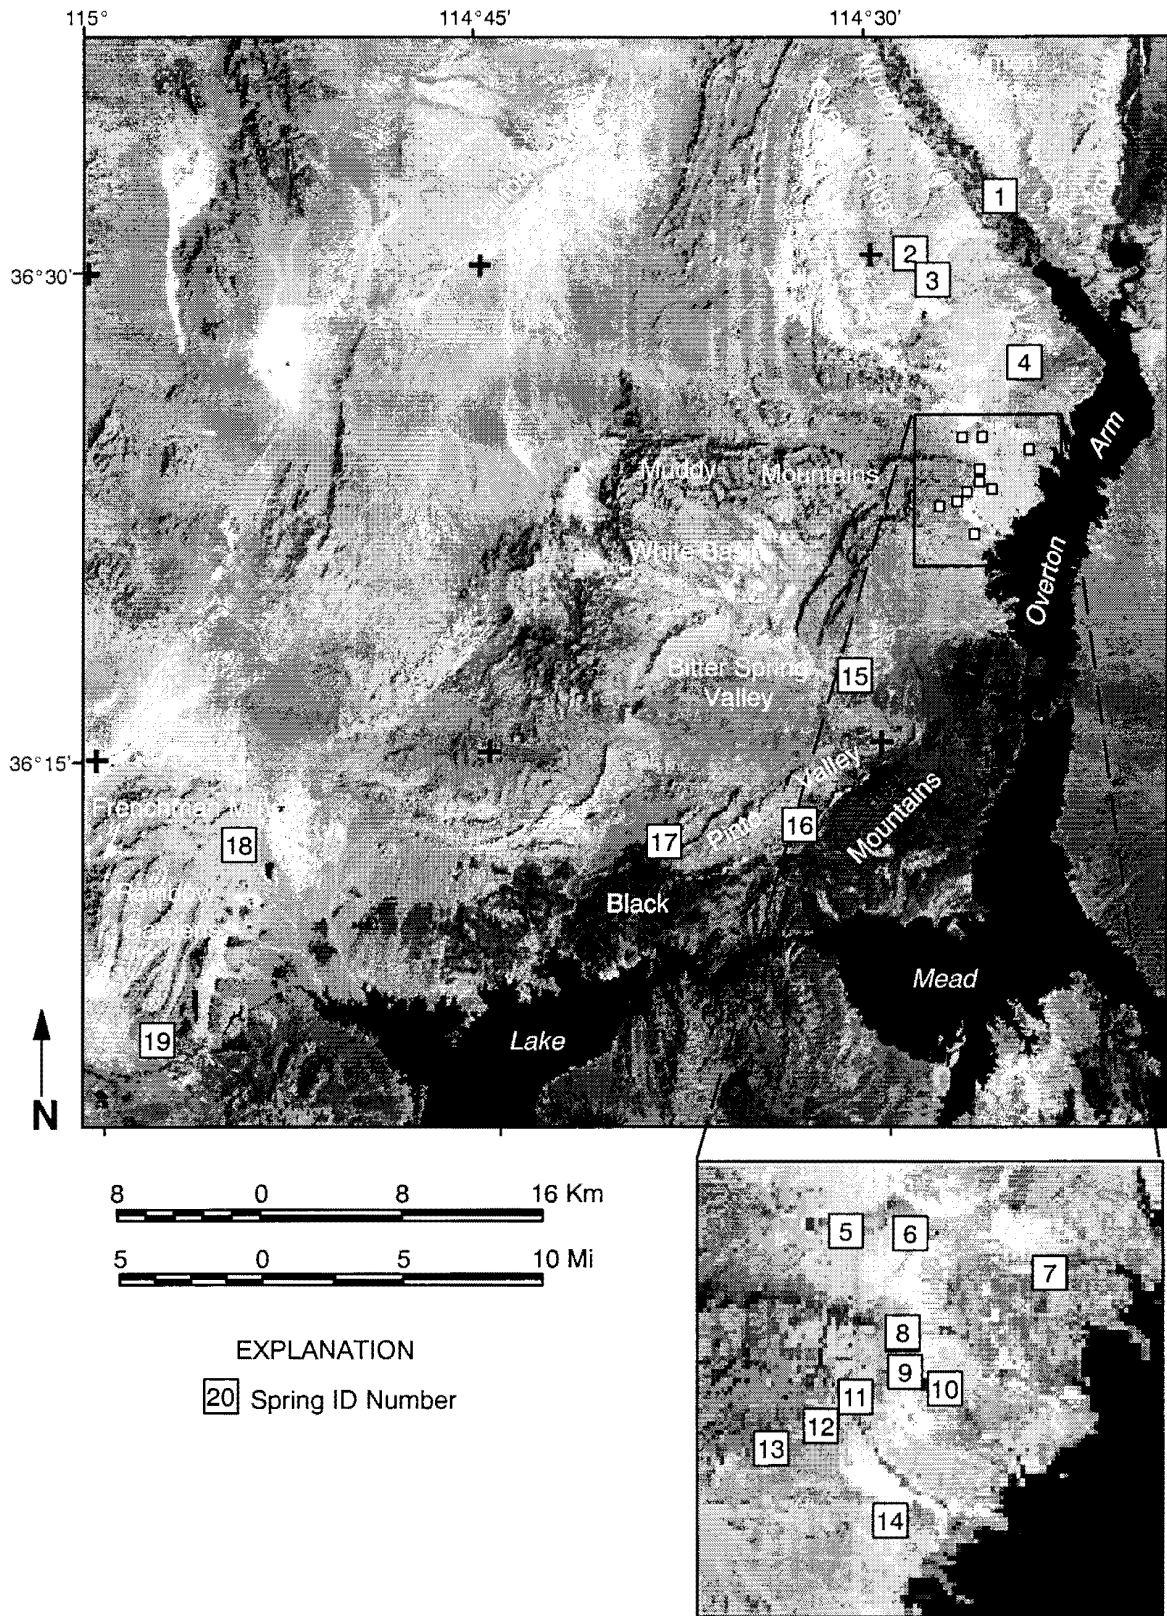 115°
114°45'
114°30'
1
2
36°30'
3
4
Arm
Muddy Mountains
White Basin
Overton
Bitter Spring
Valley
15
36°15'
Valley
Frenchman Mtn
18
17
16
Mountains
Black
Gardens
Mead
Lake
19
N
8 0 8 16 Km
5 0 5 10 Mi
EXPLANATION
20 Spring ID Number
5
6
7
8
9
10
11
12
13
14